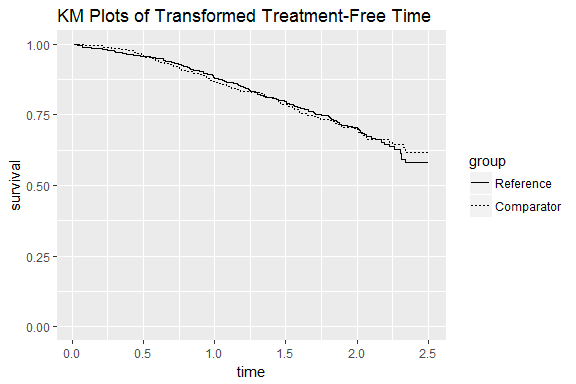 KM Plots of Transformed Treatment-Free Time
1.00
0.75
0.50
0.25
0.00
survival
0.0 0.5 1.0 1.5 2.0 2.5
time
group
Reference
Comparator